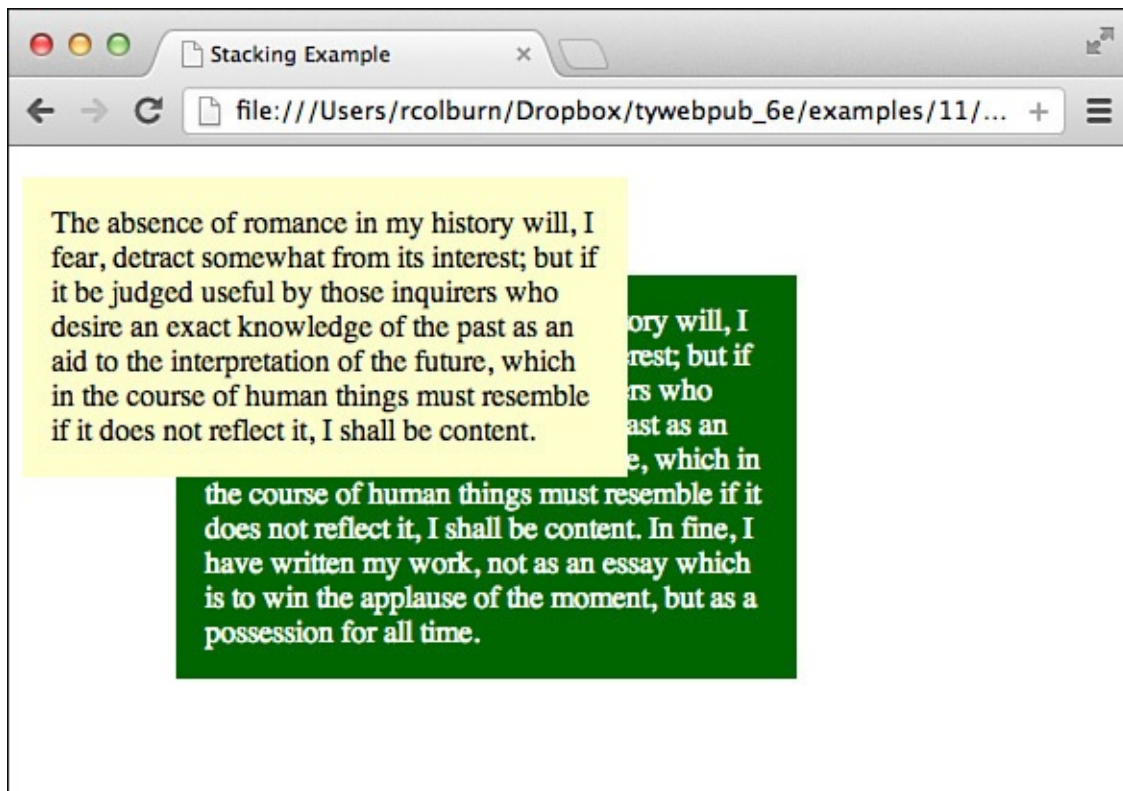 Stacking Example
file:///Users/rcolburn/Dropbox/tywebpub_6e/examples/11/...
The absence of romance in my history will, I
fear, detract somewhat from its interest; but if
it be judged useful by those inquirers who
desire an exact knowledge of the past as an
aid to the interpretation of the future, which
in the course of human things must resemble
if it does not reflect it, I shall be content.
will, I
but if
who
as an
which in
the course of human things must resemble if it
does not reflect it, I shall be content. In fine, I
have written my work, not as an essay which
is to win the applause of the moment, but as a
possession for all time.